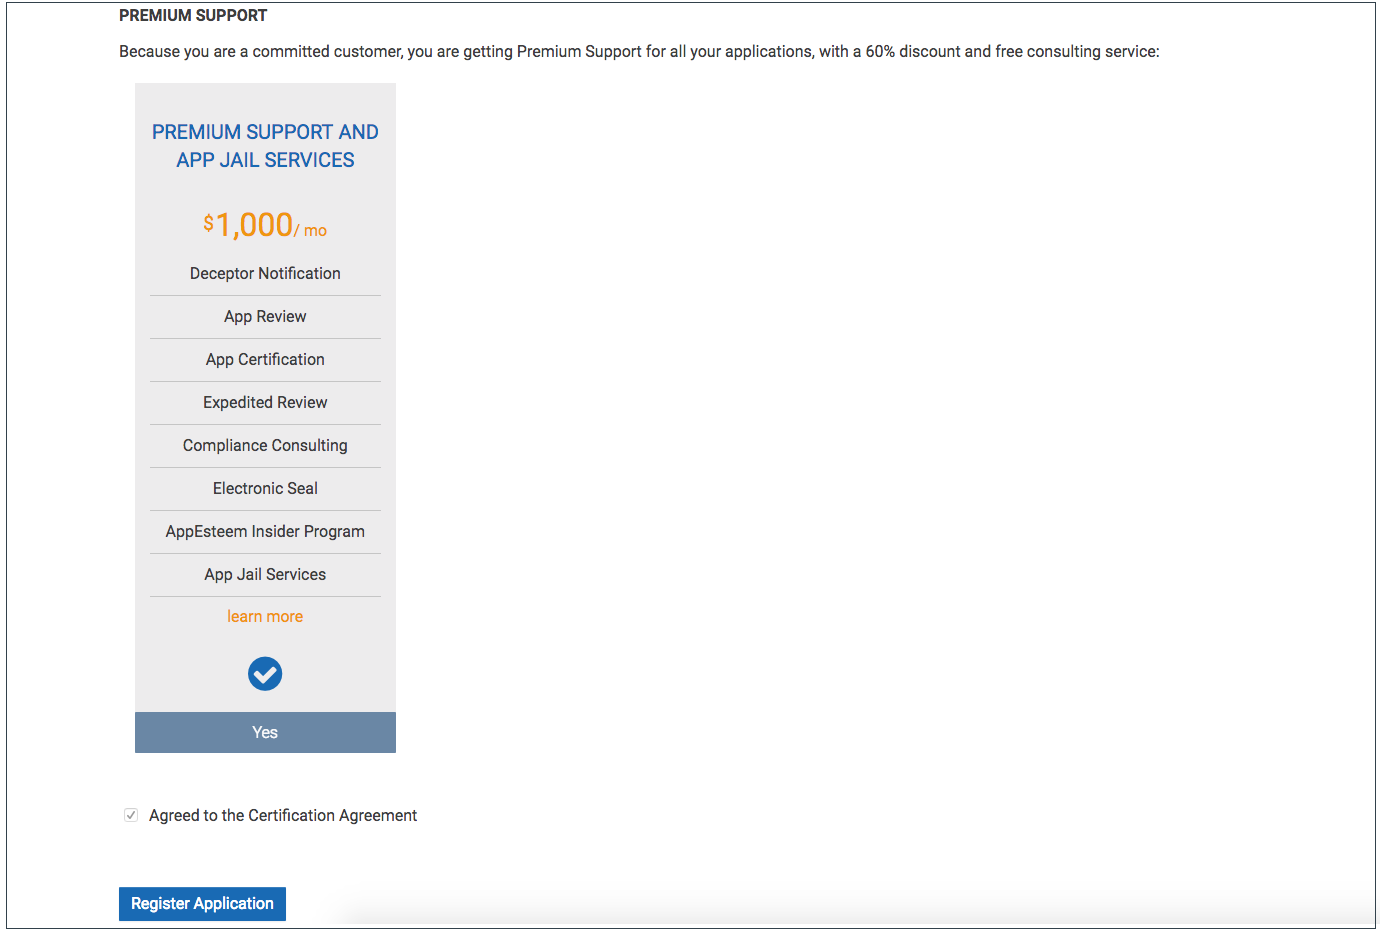 PREMIUM SUPPORT
Because you are a committed customer, you are getting Premium Support for all your applications, with a 60% discount and free consulting service:
PREMIUM SUPPORT AND
APP JAIL SERVICES
$1,000/ mo
Deceptor Notification
App Review
App Certification
Expedited Review
Compliance Consulting
Electronic Seal
AppEsteem Insider Program
App Jail Services
learn more
Yes
Agreed to the Certification Agreement
Register Application